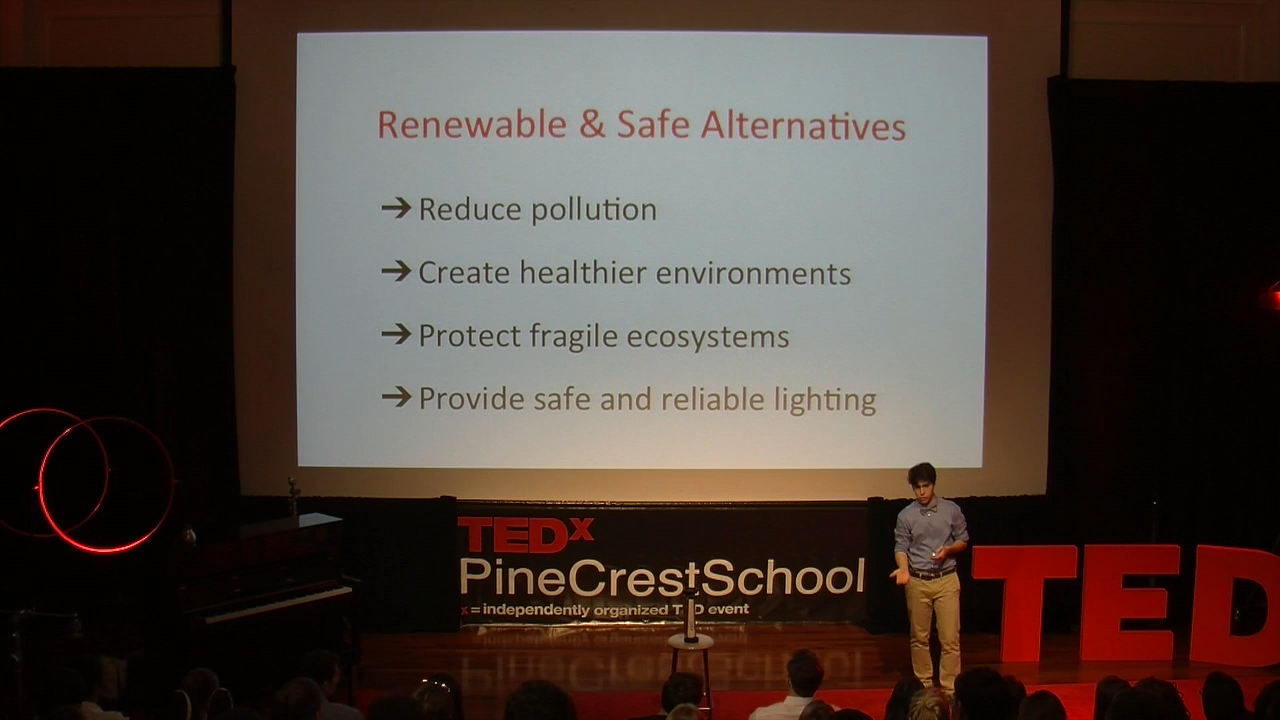 Renewable & Safe Alternatives
➔ Reduce pollution
➔ Create healthier environments
➔ Protect fragile ecosystems
➔ Provide safe and reliable lighting
TEDx
PineCrestSchool
x = independently organized TED event
TED